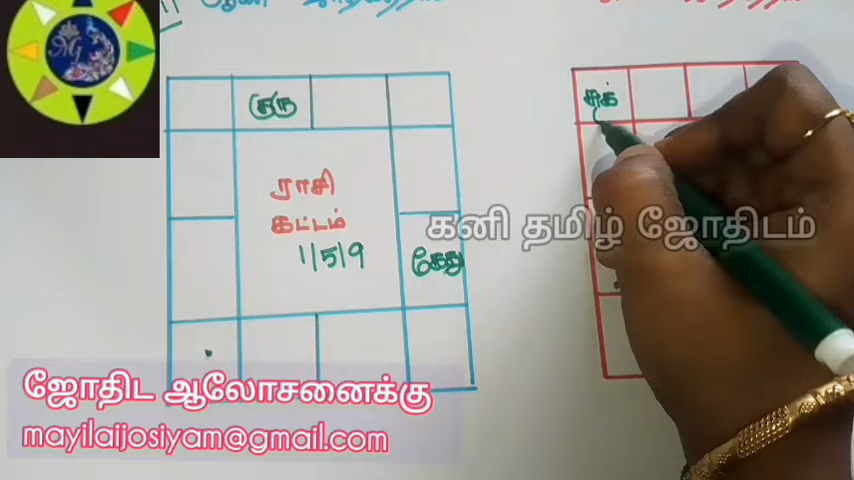 குரு
சுக்
ராசி
கட்டம்
1/5/9
கேது
கனி தமிழ் ஜோதிடம்
ஜோதிட ஆலோசனைக்கு
mayilaijosiyam@gmail.com